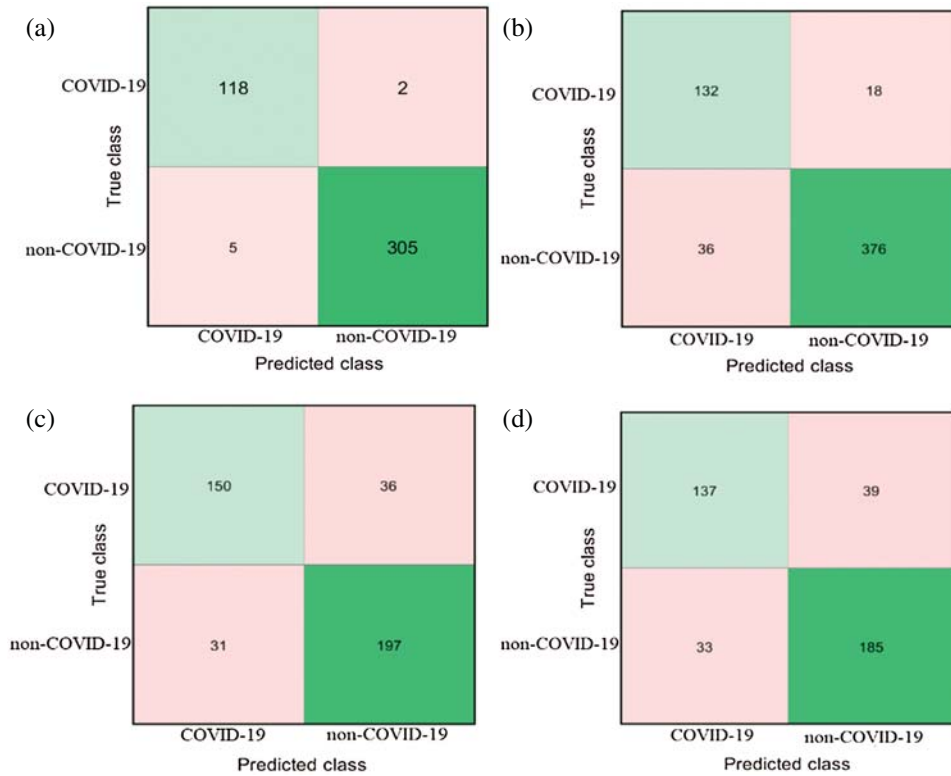 (a)
COVID-19
118
2
True class
non-COVID-19
5
305
COVID-19
non-COVID-19
Predicted class
(b)
COVID-19
132
18
True class
non-COVID-19
36
376
COVID-19
non-COVID-19
Predicted class
(c)
COVID-19
150
36
True class
non-COVID-19
31
197
COVID-19
non-COVID-19
Predicted class
(d)
COVID-19
137
39
True class
non-COVID-19
33
185
COVID-19
non-COVID-19
Predicted class